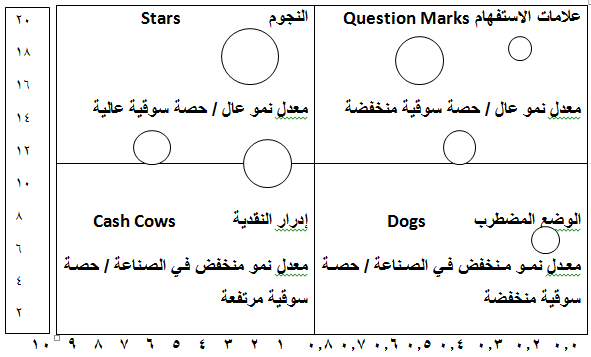 علامات الاستفهام Question Marks
معدل نمو عال / حصة سوقية منخفضة
النجوم Stars
معدل نمو عال / حصة سوقية عالية
الوضع المضطرب Dogs
معدل نمو منخفض في الصناعة / حصة
سوقية منخفضة
إدرار النقدية Cash Cows
معدل نمو منخفض في الصناعة / حصة
سوقية مرتفعة
٢٠
١٨
١٦
١٤
١٢
١٠
٨
٦
٤
٢
١٠ ٩ ٨ ٧ ٦ ٥ ٤ ٣ ٢ ١ ٠,٨ ٠,٧ ٠,٦ ٠,٥ ٠,٤ ٠,٣ ٠,٢ ٠,٠